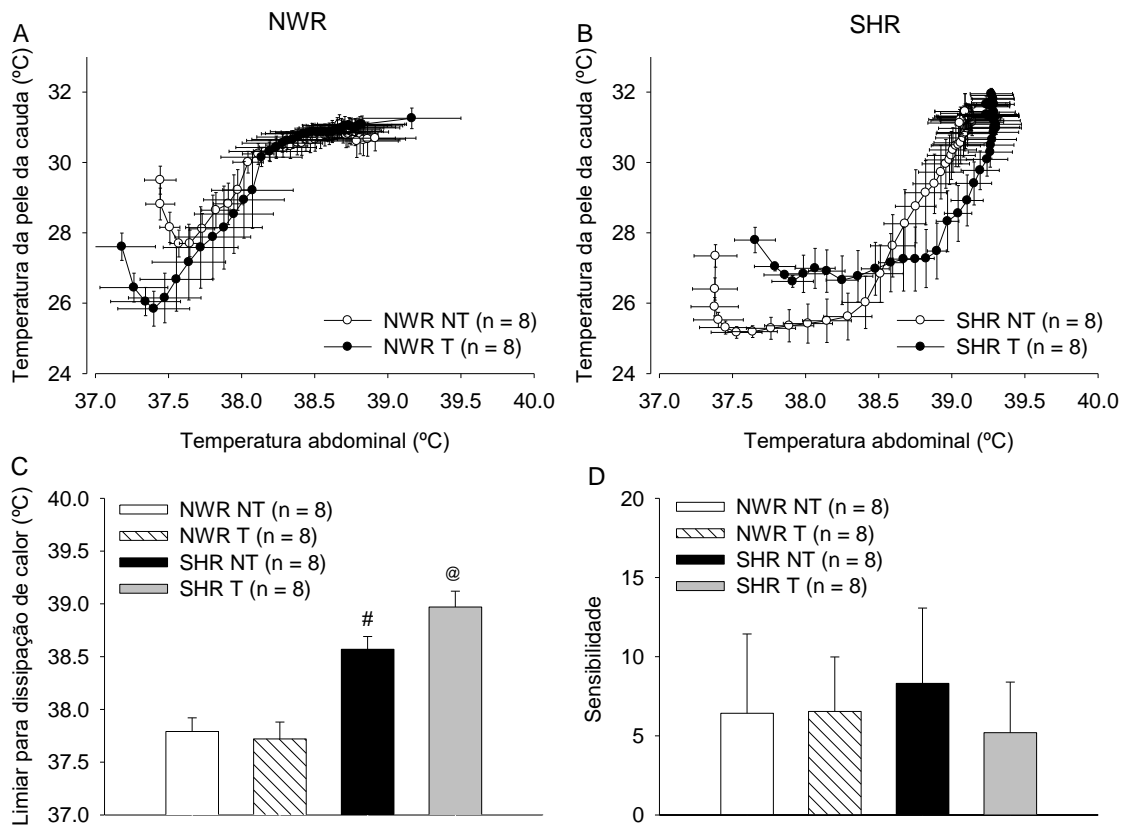 NWR
SHR
A
B
Temperatura da pele da cauda (ºC)
32
30
28
26
24
NWR NT (n = 8)
NWR T (n = 8)
37.0 37.5 38.0 38.5 39.0 39.5 40.0
Temperatura abdominal (ºC)
Temperatura da pele da cauda (ºC)
32
30
28
26
24
SHR NT (n = 8)
SHR T (n = 8)
37.0 37.5 38.0 38.5 39.0 39.5 40.0
Temperatura abdominal (ºC)
C
Limiar para dissipação de calor (ºC)
40.0
39.5
39.0
38.5
38.0
37.5
37.0
NWR NT (n = 8)
NWR T (n = 8)
SHR NT (n = 8)
SHR T (n = 8)
#
@
D
Sensibilidade
20
15
10
5
0
NWR NT (n = 8)
NWR T (n = 8)
SHR NT (n = 8)
SHR T (n = 8)